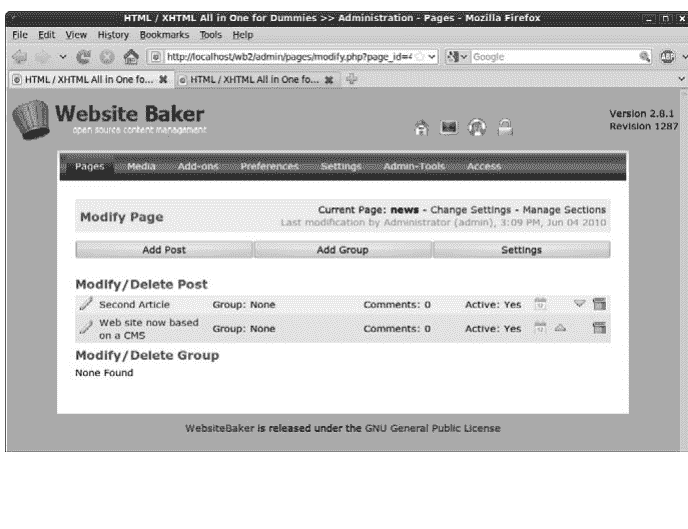 HTML / XHTML All in One for Dummies >> Administration - Pages - Mozilla Firefox
File Edit View History Bookmarks Tools Help
http://localhost/wb2/admin/pages/modify.php?page_id=4 Google
HTML / XHTML All in One fo... HTML / XHTML All in One fo...
Website Baker
open source content management
Version 2.8.1
Revision 1287
Pages Media Add-ons Preferences Settings Admin-Tools Access
Modify Page
Current Page: news - Change Settings - Manage Sections
Last modification by Administrator (admin), 3:09 PM, Jun 04 2010
Add Post Add Group Settings
Modify/Delete Post
Second Article Group: None Comments: 0 Active: Yes
Web site now based Group: None Comments: 0 Active: Yes
on a CMS
Modify/Delete Group
None Found
WebsiteBaker is released under the GNU General Public License